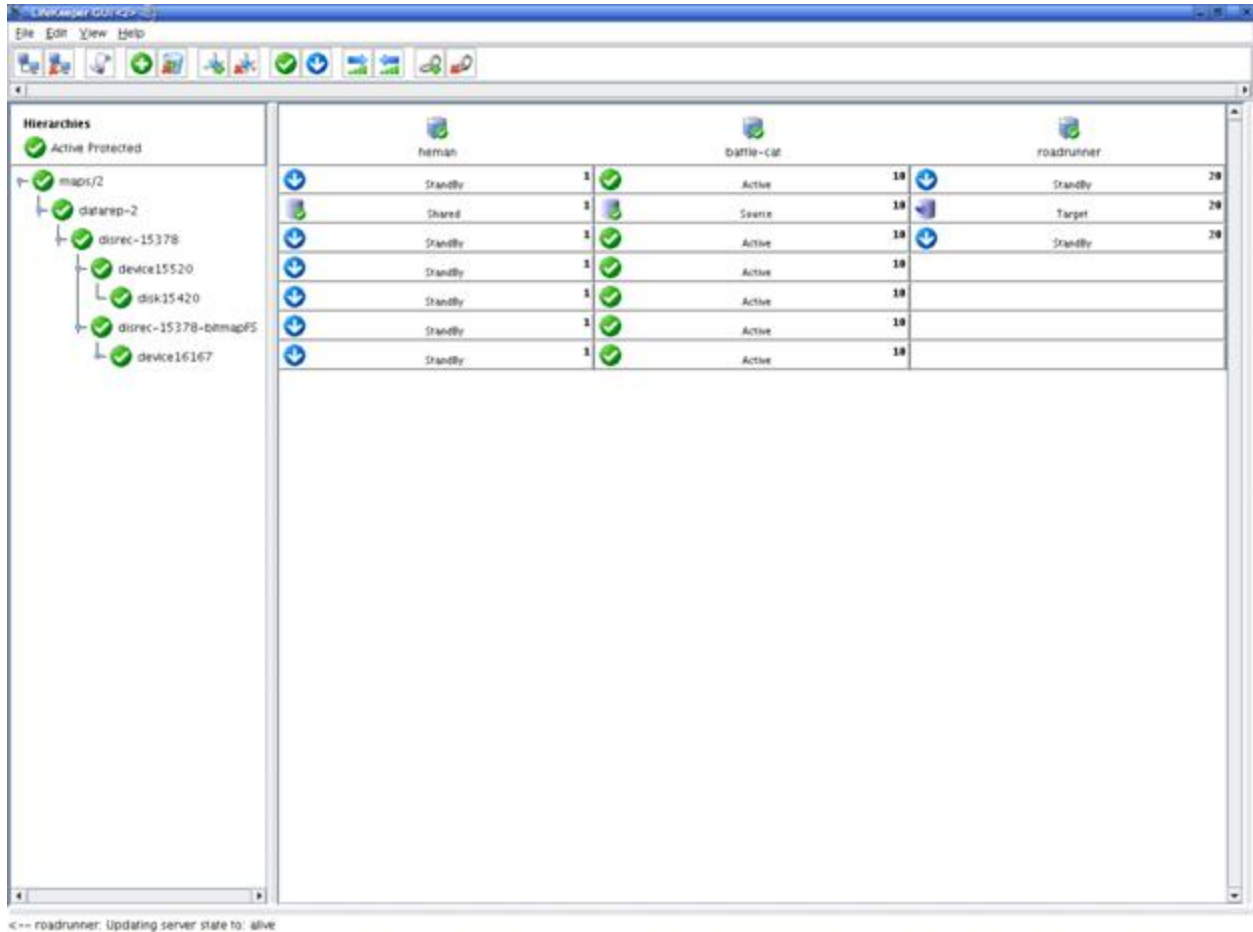 LifeKeeper GUI <2>
File Edit View Help
Hierarchies
Active Protected
heman battle-cat roadrunner
maps/2 StandBy 1 Active 10 StandBy 20
datarep-2 Shared 1 Source 10 Target 20
disrec-15378 StandBy 1 Active 10 StandBy 20
device15520 StandBy 1 Active 10
disk15420 StandBy 1 Active 10
disrec-15378-bitmapFS StandBy 1 Active 10
device16167 StandBy 1 Active 10
<-- roadrunner: Updating server state to: alive